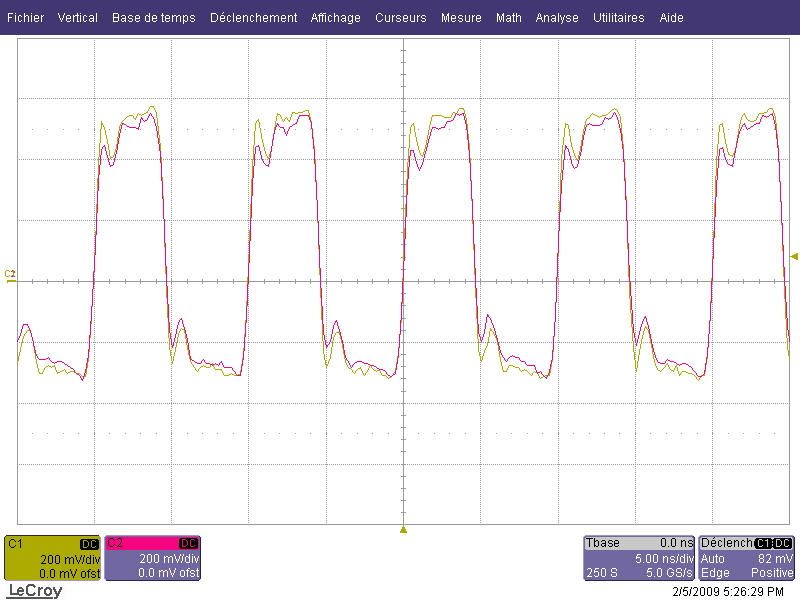 Fichier Vertical Base de temps Déclenchement Affichage Curseurs Mesure Math Analyse Utilitaires Aide
C2
C1 DC
200 mV/div
0.0 mV ofst
C2 DC
200 mV/div
0.0 mV ofst
Tbase 0.0 ns
5.00 ns/div
250 S 5.0 GS/s
Déclench C1 DC
Auto 82 mV
Edge Positive
LeCroy
2/5/2009 5:26:29 PM